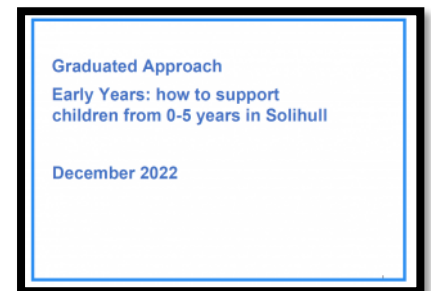 Graduated Approach
Early Years: how to support
children from 0-5 years in Solihull
December 2022